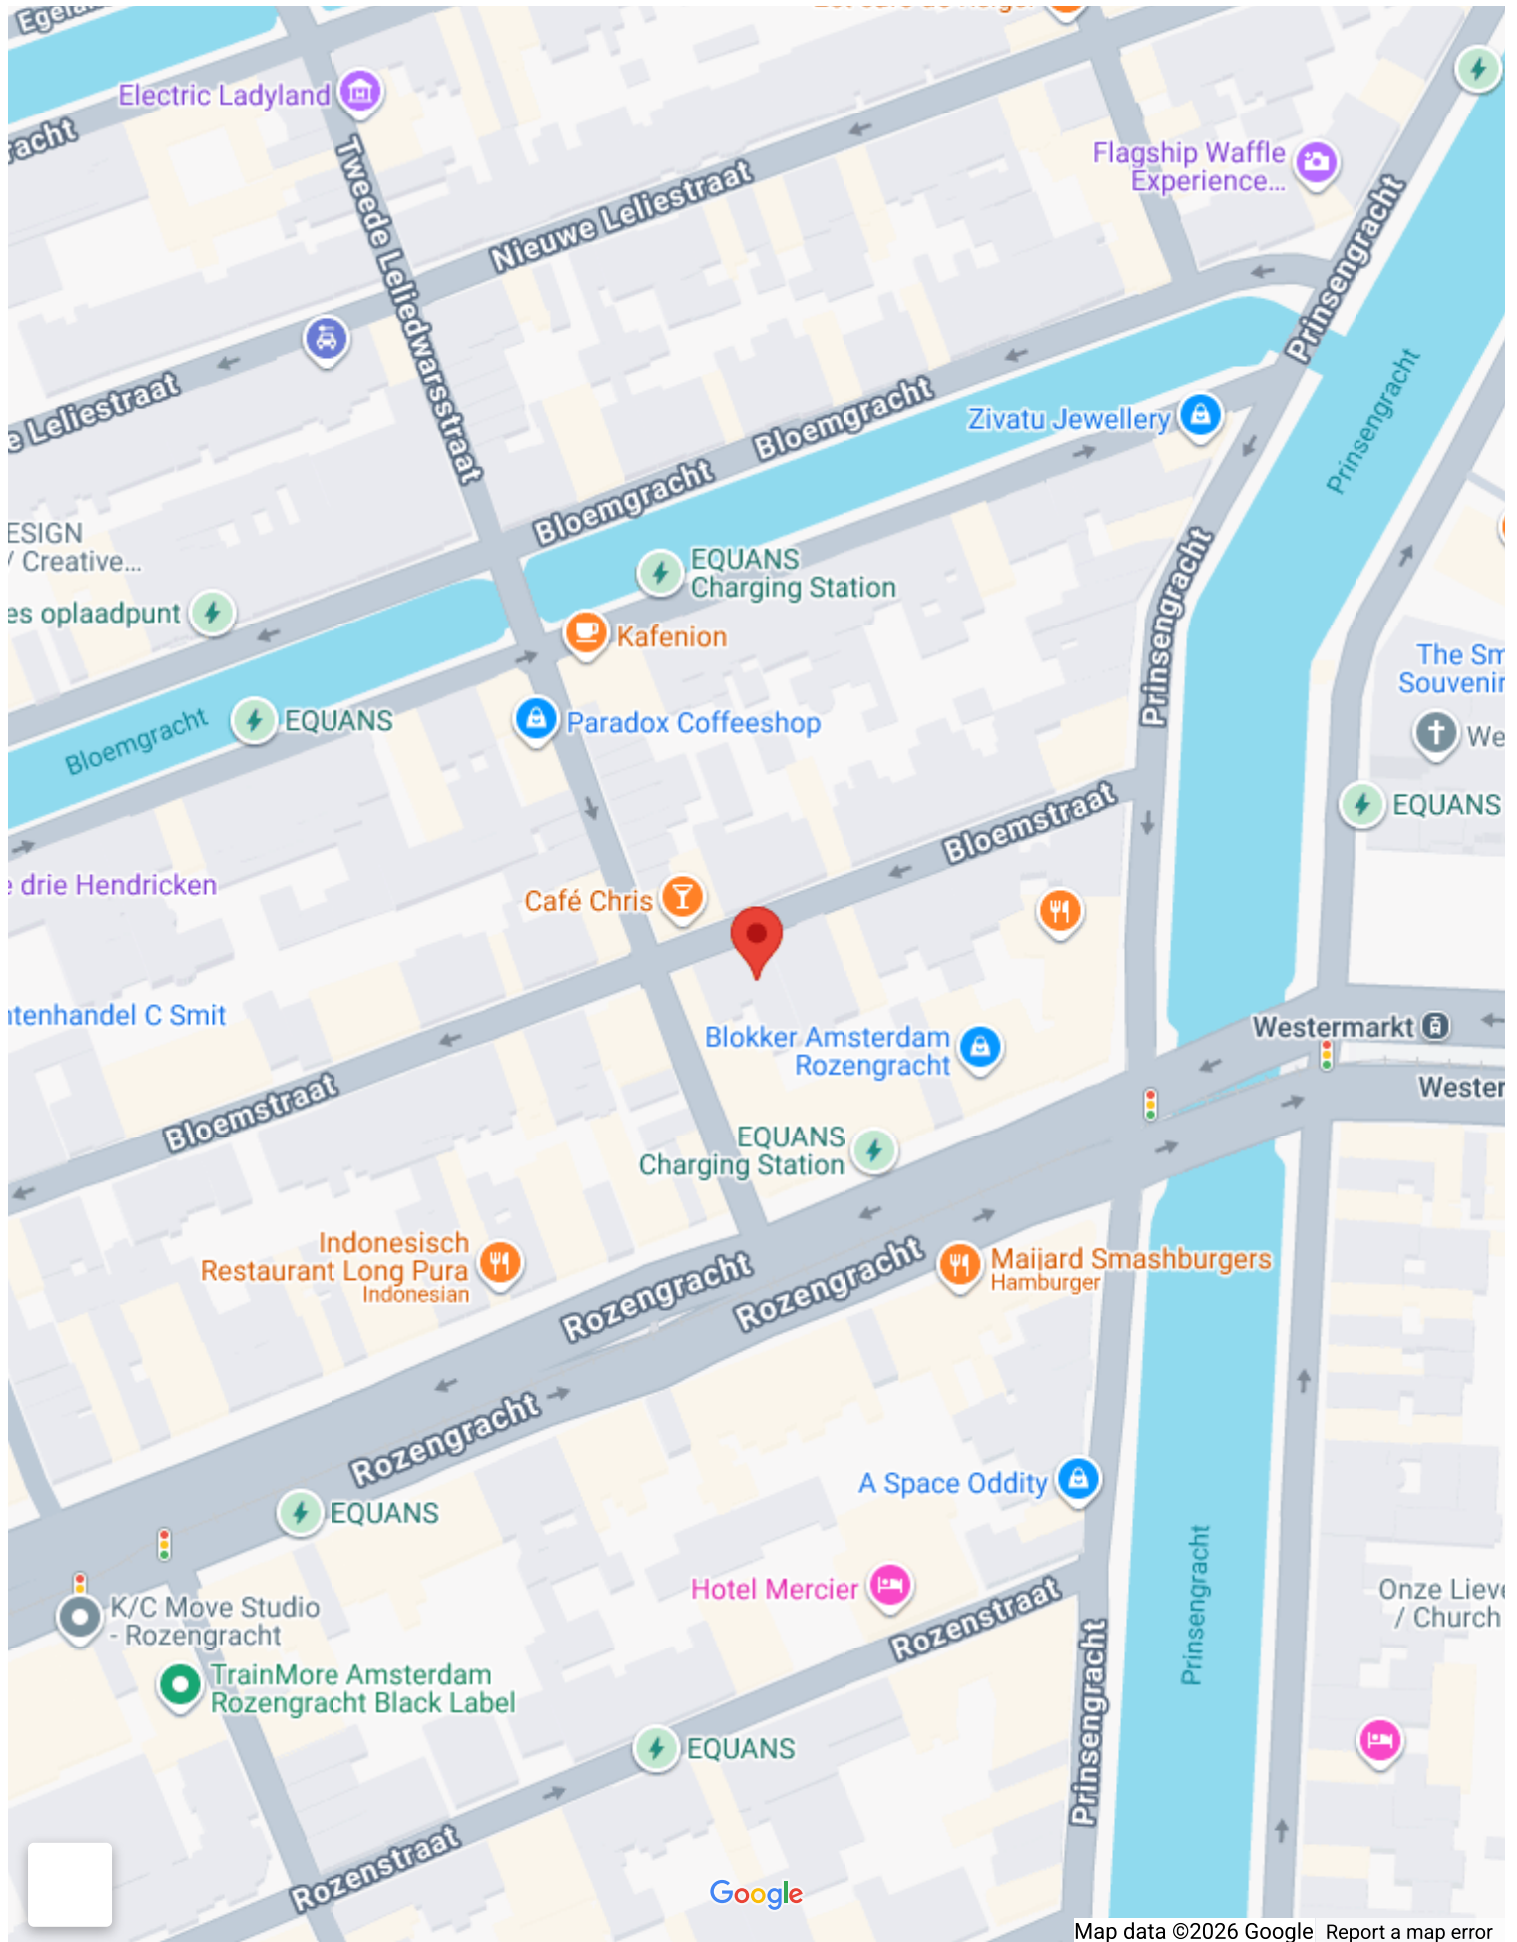 Electric Ladyland
Tweede Leliedwarsstraat
Nieuwe Leliestraat
Flagship Waffle
Experience...
Prinsengracht
Prinsengracht
e Leliestraat
Bloemgracht
Zivatu Jewellery
Bloemgracht
ESIGN
/ Creative...
EQUANS
Charging Station
es oplaadpunt
Kafenion
Prinsengracht
The Sm
Souvenir
We
Bloemgracht
EQUANS
Paradox Coffeeshop
EQUANS
Bloemstraat
e drie Hendricken
Café Chris
ntenhandel C Smit
Blokker Amsterdam
Rozengracht
Westermarkt
Wester
Bloemstraat
EQUANS
Charging Station
Indonesisch
Restaurant Long Pura
Indonesian
Rozengracht
Rozengracht
Maijard Smashburgers
Hamburger
Rozengracht
A Space Oddity
EQUANS
Prinsengracht
Hotel Mercier
Onze Lieve
/ Church
K/C Move Studio
- Rozengracht
Rozenstraat
TrainMore Amsterdam
Rozengracht Black Label
Prinsengracht
EQUANS
Rozenstraat
Google
Map data ©2026 Google
Report a map error